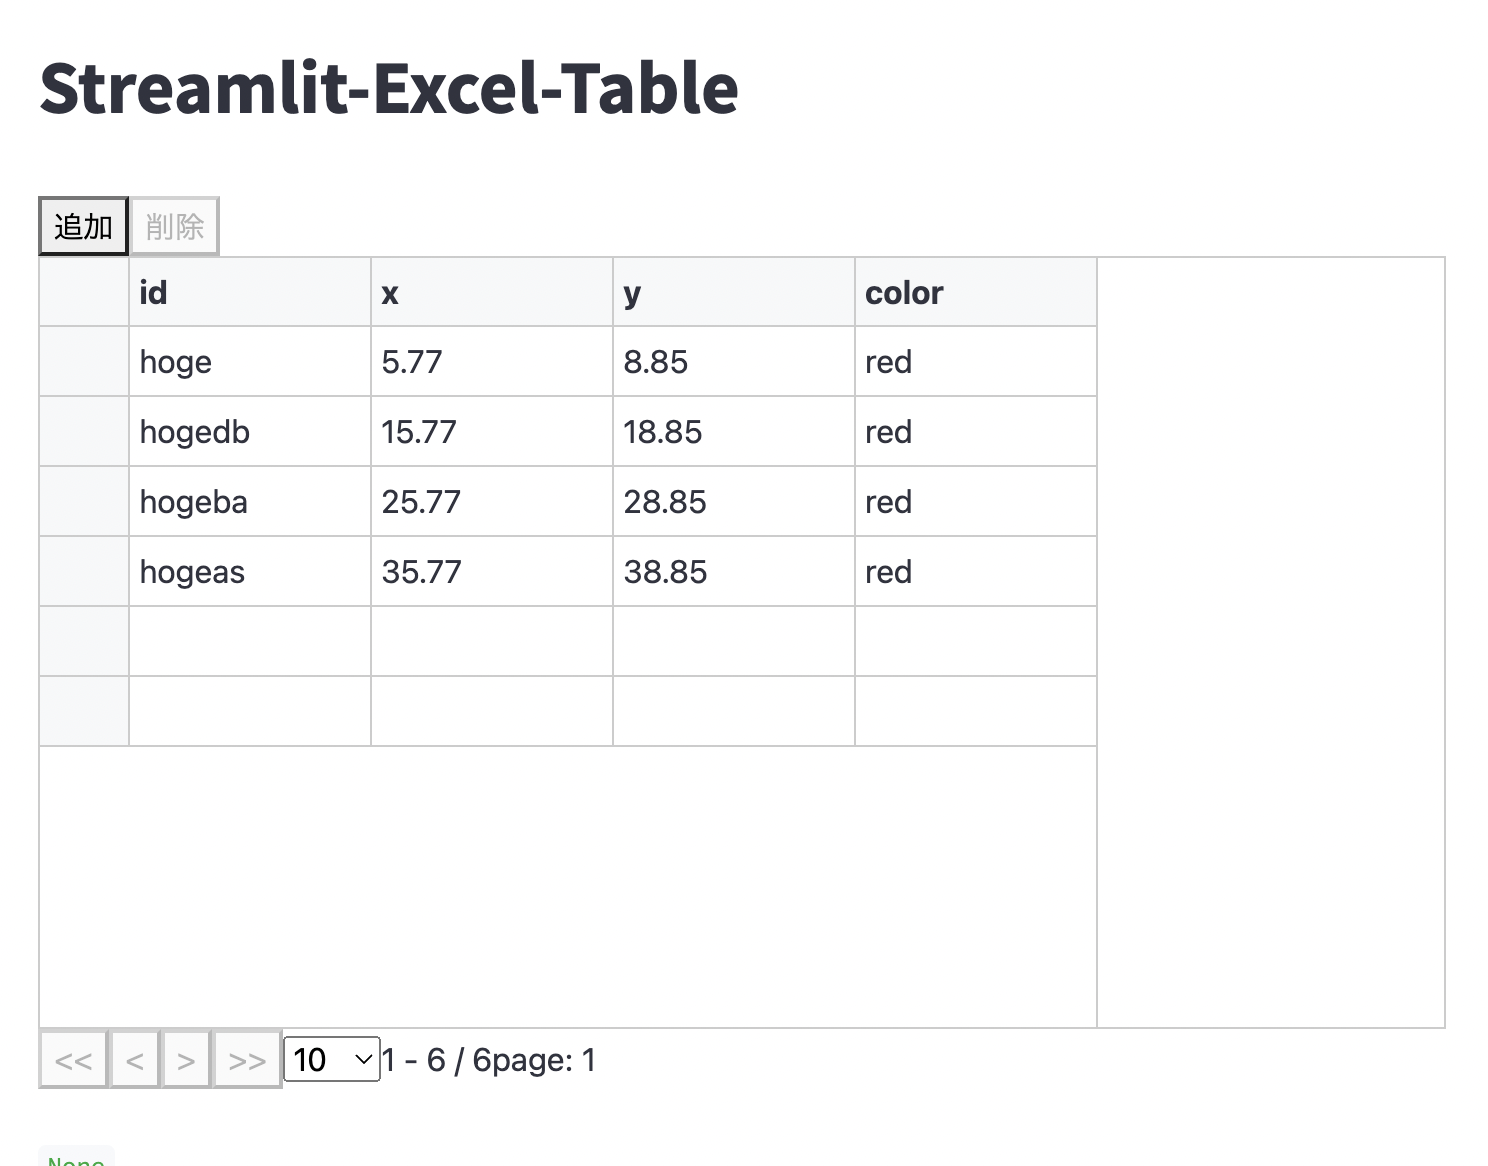 Streamlit-Excel-Table
追加 削除
id x y color
hoge 5.77 8.85 red
hogedb 15.77 18.85 red
hogeba 25.77 28.85 red
hogeas 35.77 38.85 red
<< < > >> 10 1 - 6 / 6page: 1
None